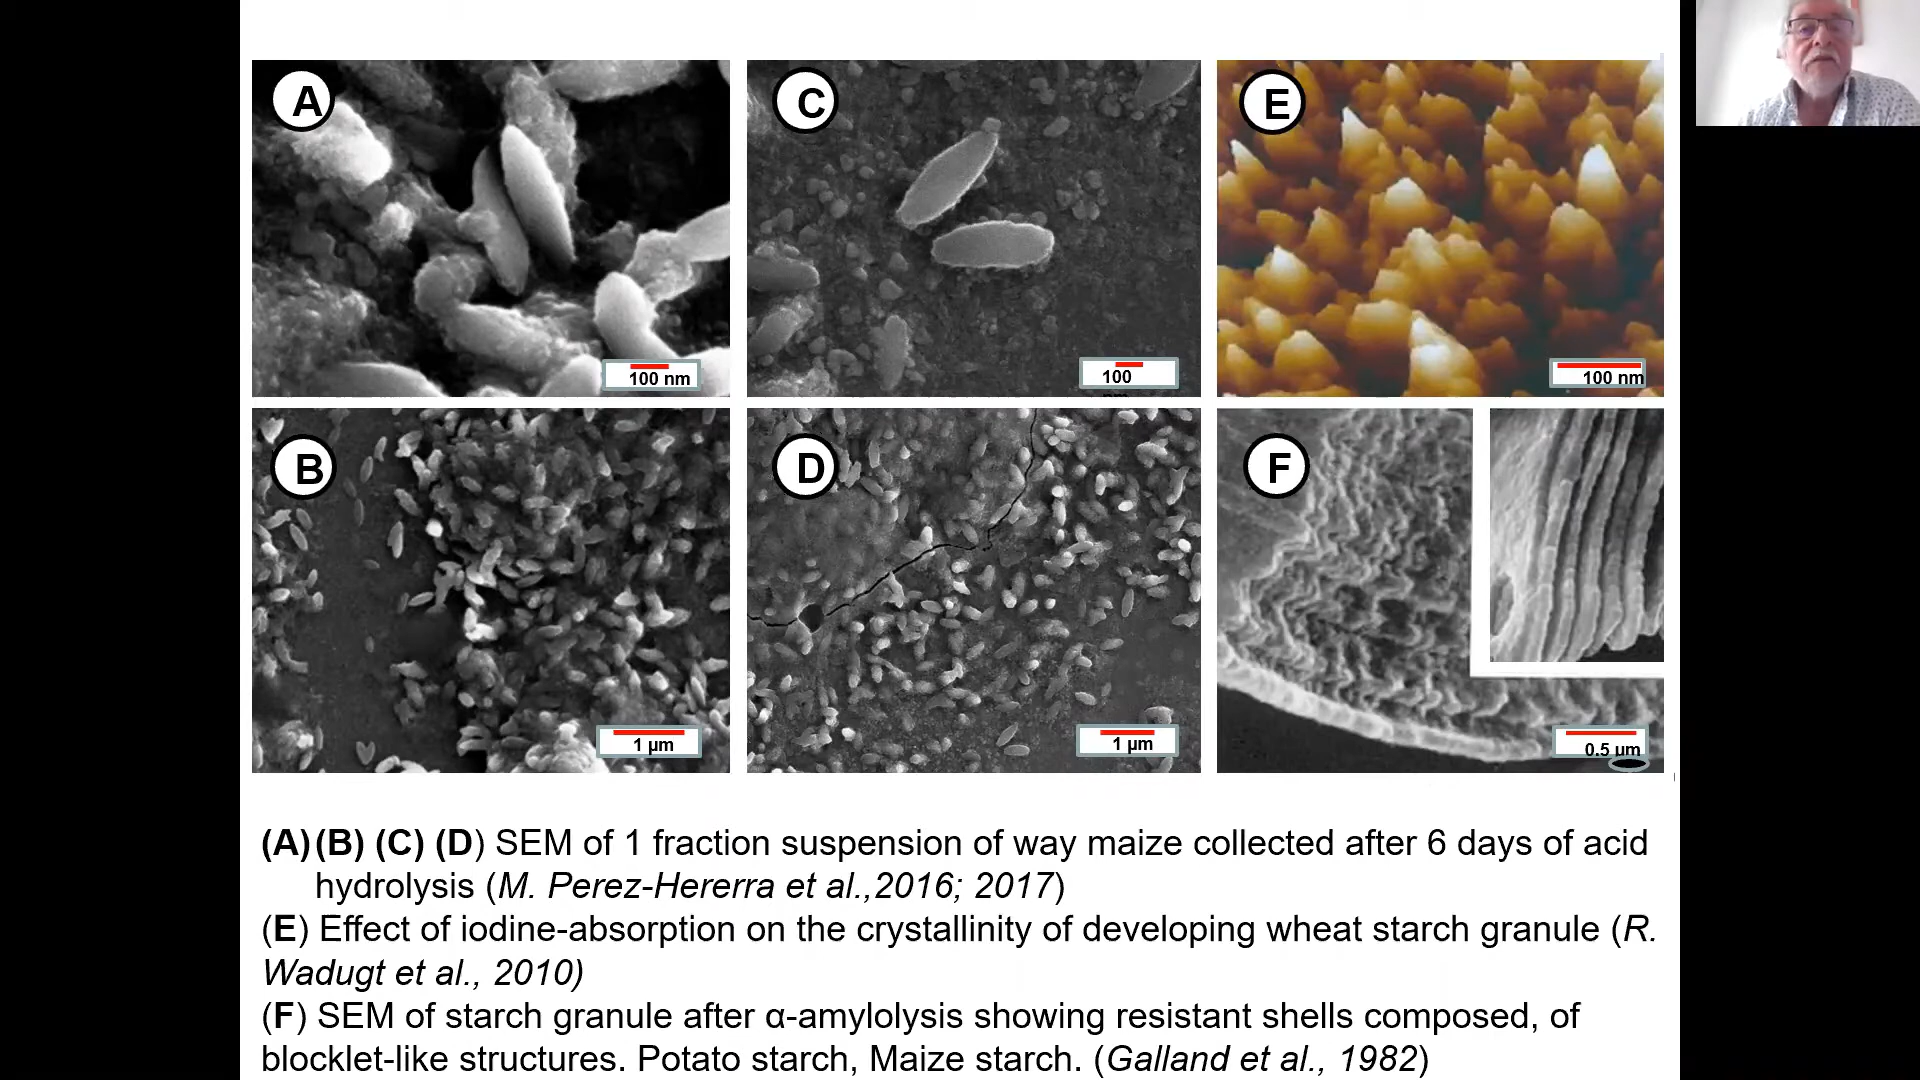 A
C
E
100 nm
100
100 nm
B
D
F
1 µm
1 µm
0.5 µm
(A)(B) (C) (D) SEM of 1 fraction suspension of way maize collected after 6 days of acid
hydrolysis (M. Perez-Hererra et al.,2016; 2017)
(E) Effect of iodine-absorption on the crystallinity of developing wheat starch granule (R.
Wadugt et al., 2010)
(F) SEM of starch granule after α-amylolysis showing resistant shells composed, of
blocklet-like structures. Potato starch, Maize starch. (Galland et al., 1982)